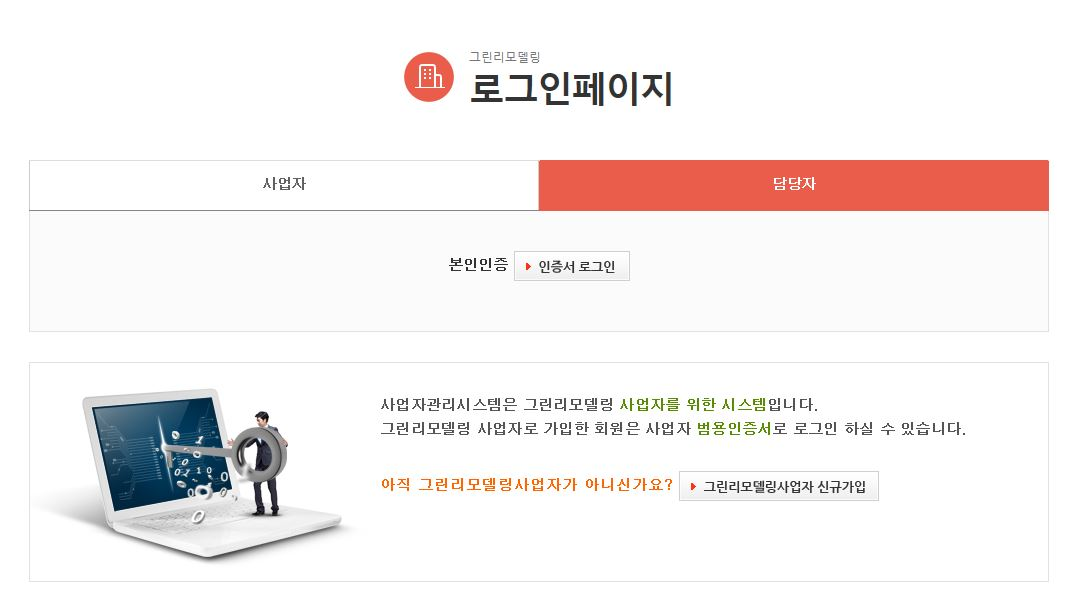 그린리모델링
로그인페이지
사업자
담당자
본인인증 인증서 로그인
사업자관리시스템은 그린리모델링 사업자를 위한 시스템입니다.
그린리모델링 사업자로 가입한 회원은 사업자 범용인증서로 로그인 하실 수 있습니다.
아직 그린리모델링사업자가 아니신가요? 그린리모델링사업자 신규가입